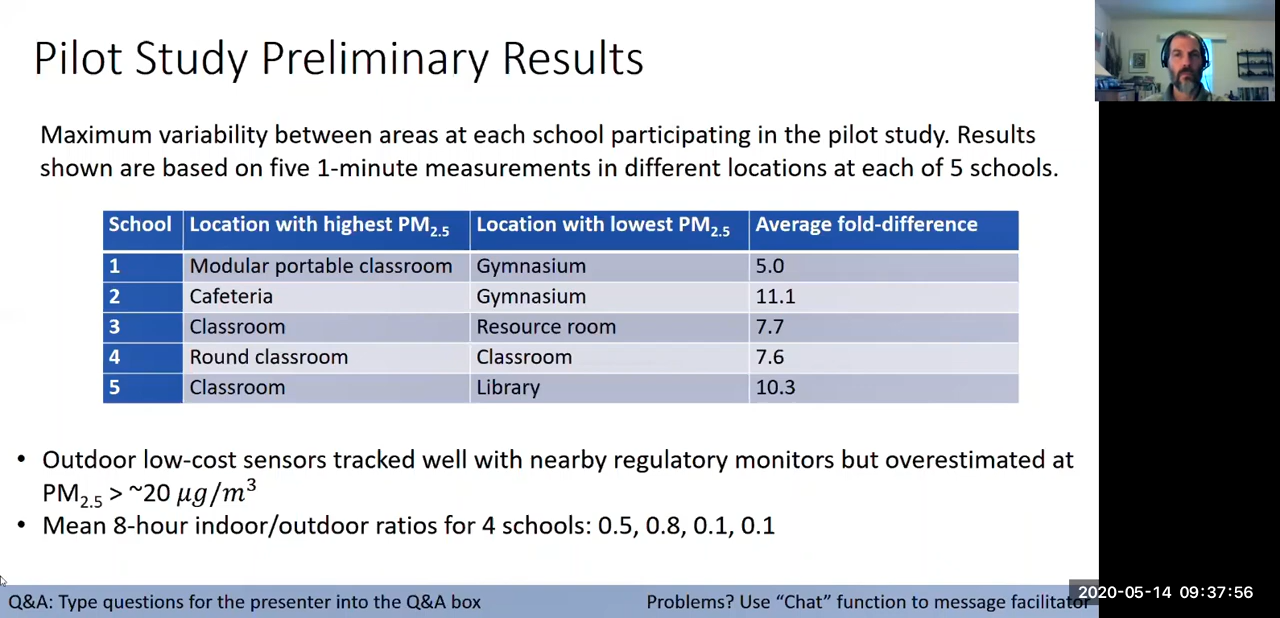 Pilot Study Preliminary Results
Maximum variability between areas at each school participating in the pilot study. Results
shown are based on five 1-minute measurements in different locations at each of 5 schools.
School Location with highest PM2.5 Location with lowest PM2.5 Average fold-difference
1 Modular portable classroom Gymnasium 5.0
2 Cafeteria Gymnasium 11.1
3 Classroom Resource room 7.7
4 Round classroom Classroom 7.6
5 Classroom Library 10.3
• Outdoor low-cost sensors tracked well with nearby regulatory monitors but overestimated at
PM2.5 > ~20 μg/m³
• Mean 8-hour indoor/outdoor ratios for 4 schools: 0.5, 0.8, 0.1, 0.1
Q&A: Type questions for the presenter into the Q&A box
Problems? Use “Chat” function to message facilitator
2020-05-14 09:37:56